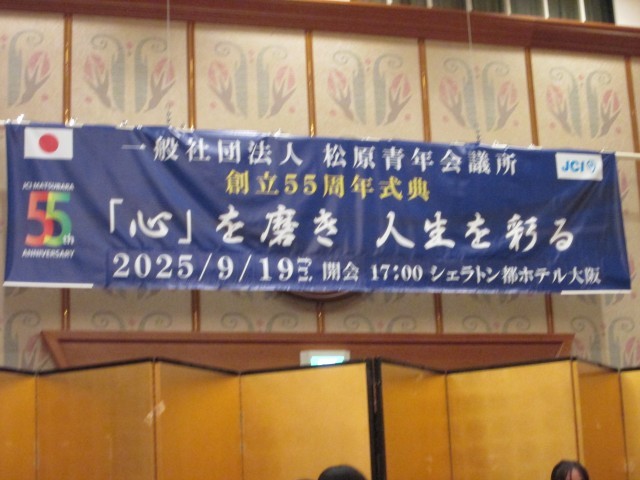 一般社団法人 松原青年会議所
JCI
創立55周年式典
JCI MATSUBARA
55th
ANNIVERSARY
「心」を磨き 人生を彩る
2025/9/19 開会 17:00 シェラトン都ホテル大阪